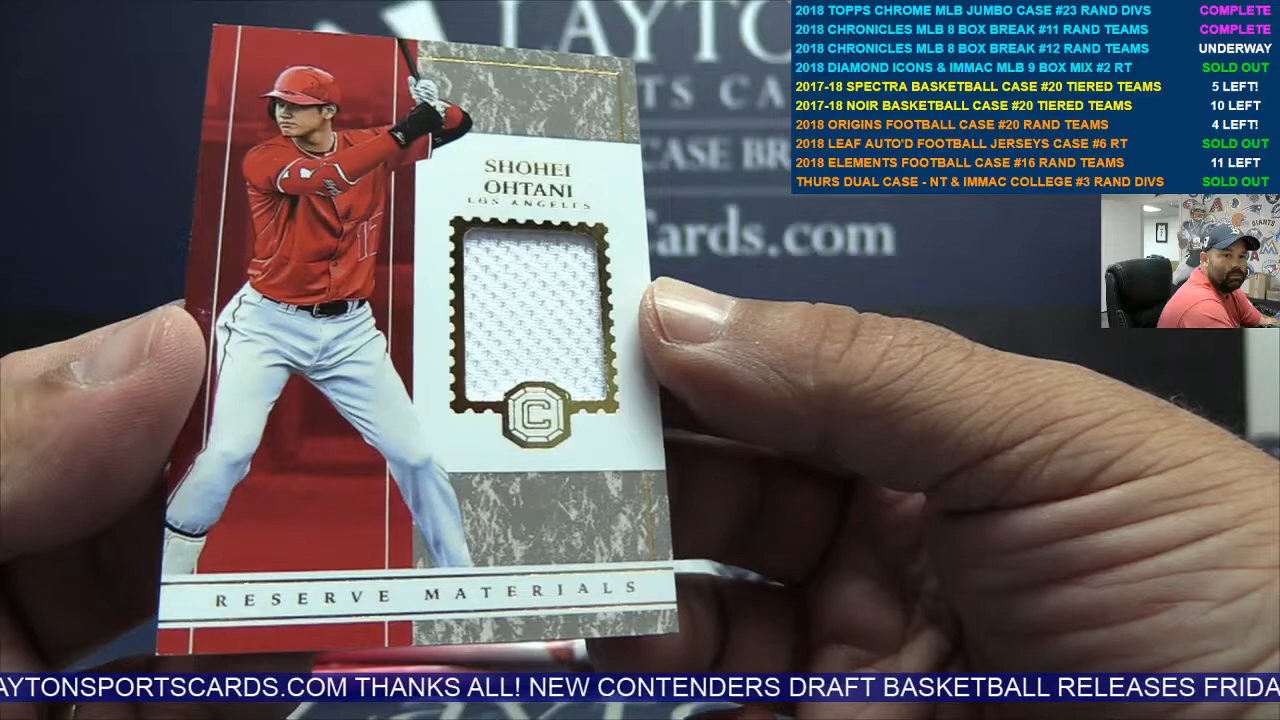 LAYTO
TS CA
CASE BR
Cards.com
SHOHEI
OHTANI
LOS ANGELES
17
C
RESERVE MATERIALS
2018 TOPPS CHROME MLB JUMBO CASE #23 RAND DIVS COMPLETE
2018 CHRONICLES MLB 8 BOX BREAK #11 RAND TEAMS COMPLETE
2018 CHRONICLES MLB 8 BOX BREAK #12 RAND TEAMS UNDERWAY
2018 DIAMOND ICONS & IMMAC MLB 9 BOX MIX #2 RT SOLD OUT
2017-18 SPECTRA BASKETBALL CASE #20 TIERED TEAMS 5 LEFT!
2017-18 NOIR BASKETBALL CASE #20 TIERED TEAMS 10 LEFT
2018 ORIGINS FOOTBALL CASE #20 RAND TEAMS 4 LEFT!
2018 LEAF AUTO'D FOOTBALL JERSEYS CASE #6 RT SOLD OUT
2018 ELEMENTS FOOTBALL CASE #16 RAND TEAMS 11 LEFT
THURS DUAL CASE - NT & IMMAC COLLEGE #3 RAND DIVS SOLD OUT
GIANTS
AYTONSPORTSCARDS.COM THANKS ALL! NEW CONTENDERS DRAFT BASKETBALL RELEASES FRIDA